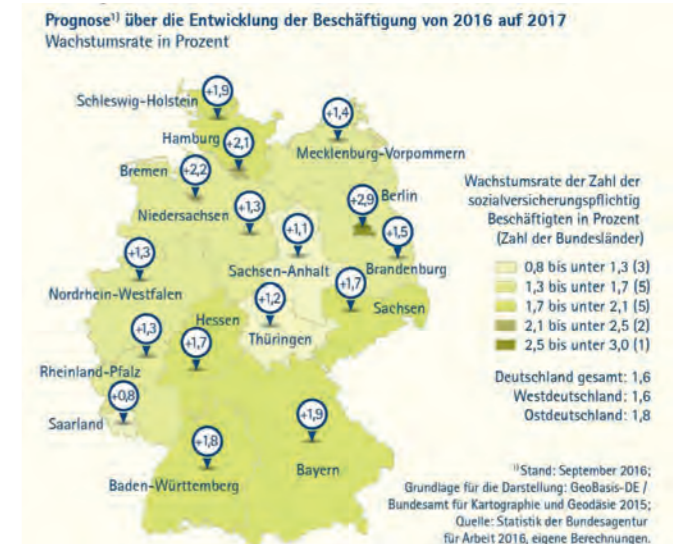 Prognose¹⁾ über die Entwicklung der Beschäftigung von 2016 auf 2017
Wachstumsrate in Prozent
+1,9
Schleswig-Holstein
+1,4
Mecklenburg-Vorpommern
Hamburg
+2,1
Bremen
+2,2
+2,9
Berlin
Niedersachsen
+1,3
+1,1
Sachsen-Anhalt
+1,5
Brandenburg
+1,3
Nordrhein-Westfalen
+1,7
Sachsen
+1,2
Thüringen
Hessen
+1,7
+1,3
Rheinland-Pfalz
+0,8
Saarland
+1,8
Baden-Württemberg
+1,9
Bayern
Wachstumsrate der Zahl der
sozialversicherungspflichtig
Beschäftigten in Prozent
(Zahl der Bundesländer)
0,8 bis unter 1,3 (3)
1,3 bis unter 1,7 (5)
1,7 bis unter 2,1 (5)
2,1 bis unter 2,5 (2)
2,5 bis unter 3,0 (1)
Deutschland gesamt: 1,6
Westdeutschland: 1,6
Ostdeutschland: 1,8
¹⁾Stand: September 2016;
Grundlage für die Darstellung: GeoBasis-DE /
Bundesamt für Kartographie und Geodäsie 2015;
Quelle: Statistik der Bundesagentur
für Arbeit 2016, eigene Berechnungen.